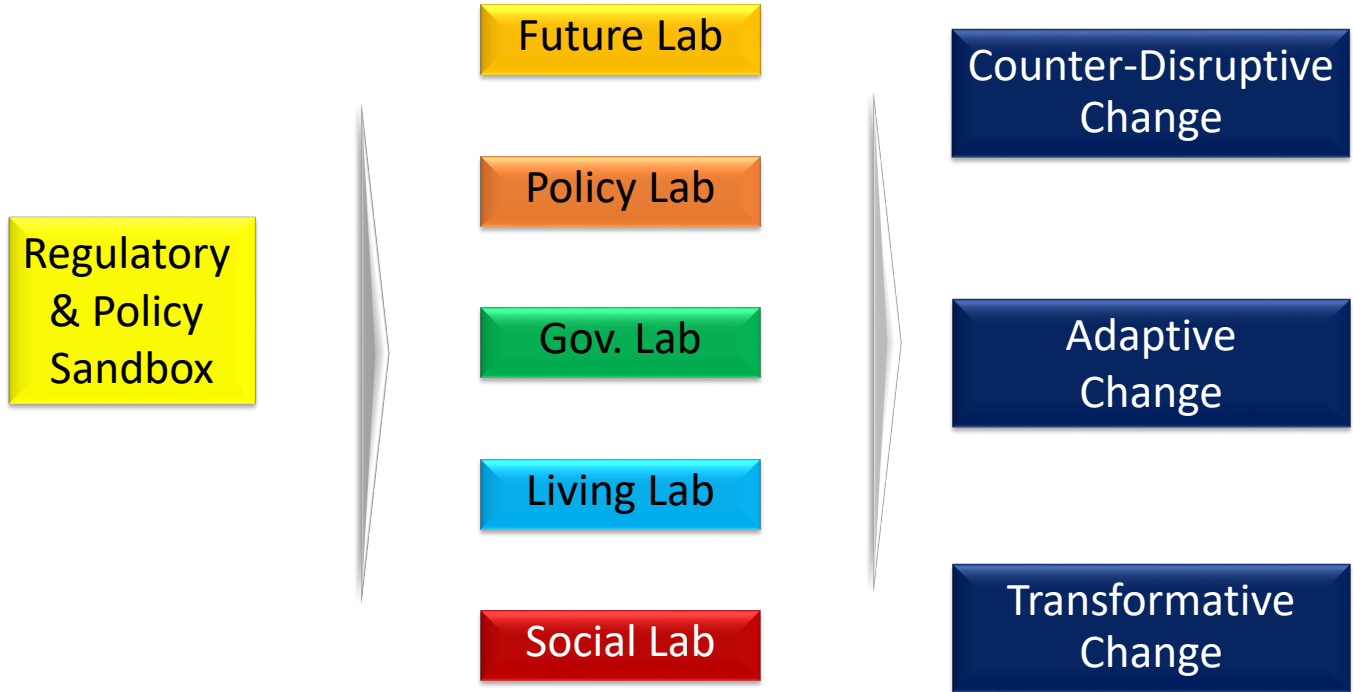 Regulatory
& Policy
Sandbox
Future Lab
Policy Lab
Gov. Lab
Living Lab
Social Lab
Counter-Disruptive
Change
Adaptive
Change
Transformative
Change